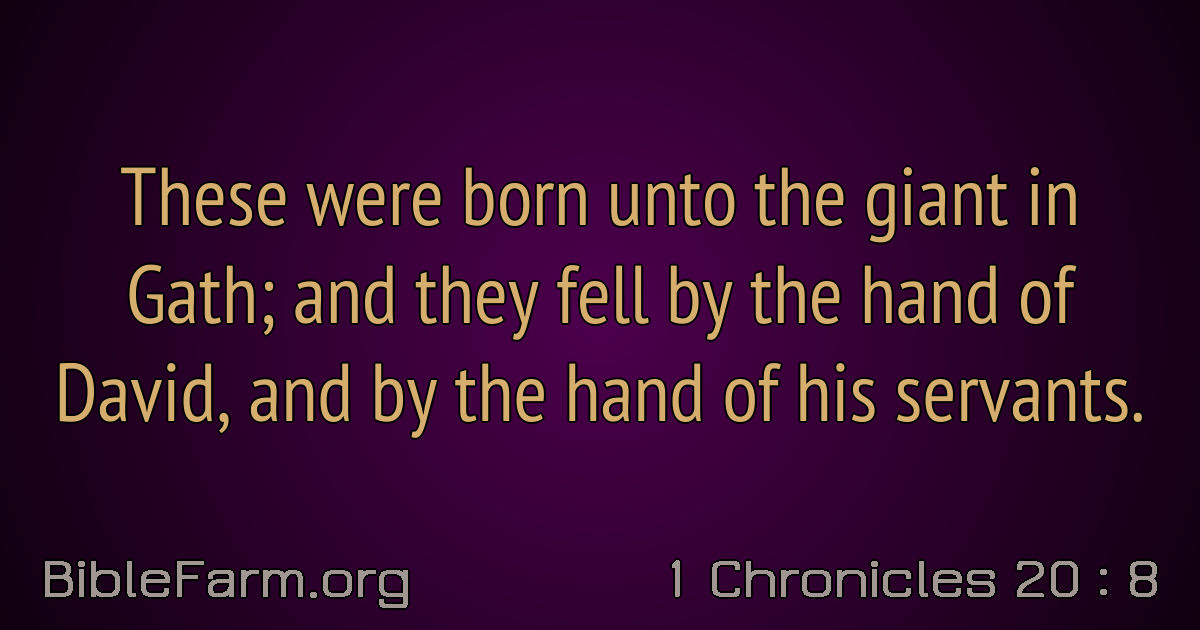 These were born unto the giant in
Gath; and they fell by the hand of
David, and by the hand of his servants.
BibleFarm.org
1 Chronicles 20 : 8